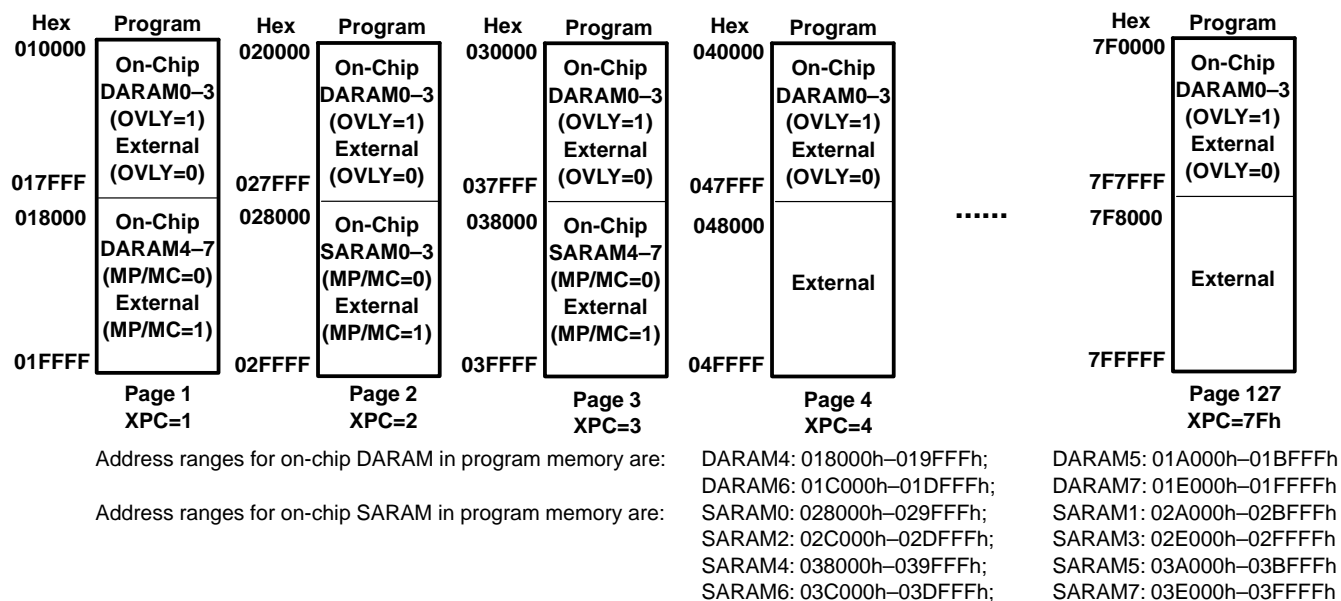 Hex Program
010000
On-Chip
DARAM0–3
(OVLY=1)
External
(OVLY=0)
017FFF
018000
On-Chip
DARAM4–7
(MP/MC=0)
External
(MP/MC=1)
01FFFF
Page 1
XPC=1
Hex Program
020000
On-Chip
DARAM0–3
(OVLY=1)
External
(OVLY=0)
027FFF
028000
On-Chip
SARAM0–3
(MP/MC=0)
External
(MP/MC=1)
02FFFF
Page 2
XPC=2
Hex Program
030000
On-Chip
DARAM0–3
(OVLY=1)
External
(OVLY=0)
037FFF
038000
On-Chip
SARAM4–7
(MP/MC=0)
External
(MP/MC=1)
03FFFF
Page 3
XPC=3
Hex Program
040000
On-Chip
DARAM0–3
(OVLY=1)
External
(OVLY=0)
047FFF
048000
External
04FFFF
Page 4
XPC=4
......
Hex Program
7F0000
On-Chip
DARAM0–3
(OVLY=1)
External
(OVLY=0)
7F7FFF
7F8000
External
7FFFFF
Page 127
XPC=7Fh
Address ranges for on-chip DARAM in program memory are: DARAM4: 018000h–019FFFh; DARAM5: 01A000h–01BFFFh
DARAM6: 01C000h–01DFFFh; DARAM7: 01E000h–01FFFFh
Address ranges for on-chip SARAM in program memory are: SARAM0: 028000h–029FFFh; SARAM1: 02A000h–02BFFFh
SARAM2: 02C000h–02DFFFh; SARAM3: 02E000h–02FFFFh
SARAM4: 038000h–039FFFh; SARAM5: 03A000h–03BFFFh
SARAM6: 03C000h–03DFFFh; SARAM7: 03E000h–03FFFFh